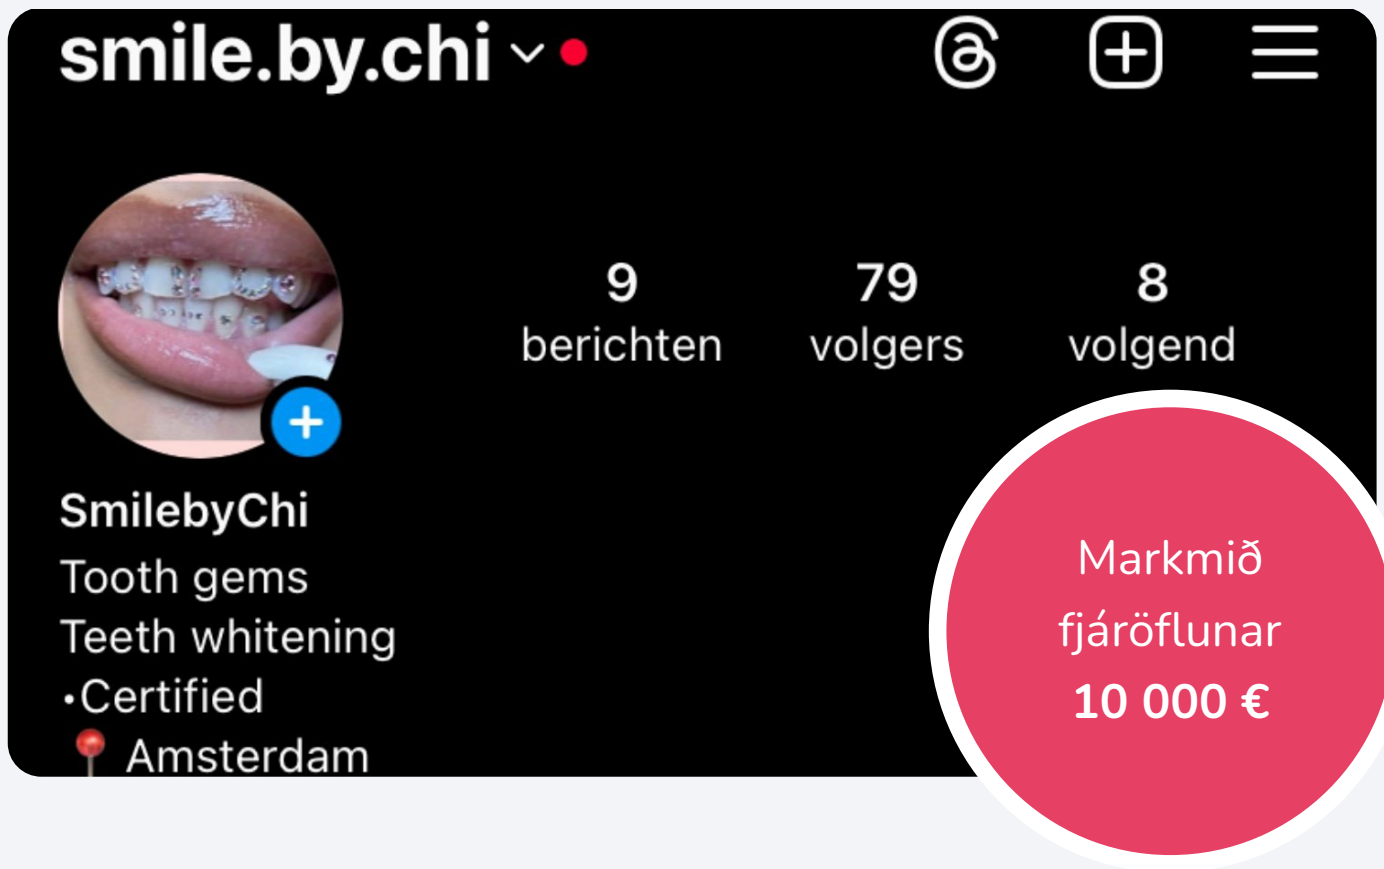 smile.by.chi
9
berichten
79
volgers
8
volgend
SmilebyChi
Tooth gems
Teeth whitening
•Certified
📍 Amsterdam
Markmið
fjáröflunar
10 000 €